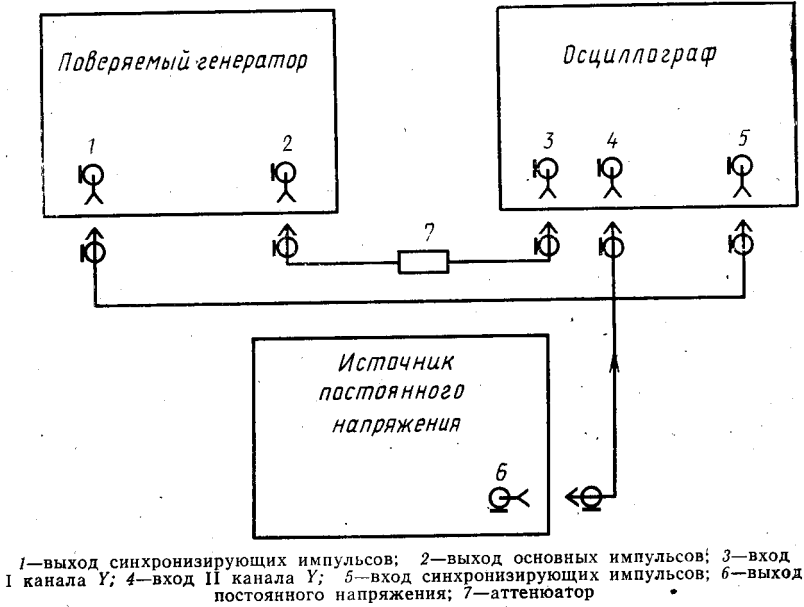 Поверяемый генератор
Осциллограф
1
2
3
4
5
7
Источник
постоянного
напряжения
6
1—выход синхронизирующих импульсов; 2—выход основных импульсов; 3—вход
I канала Y; 4—вход II канала Y; 5—вход синхронизирующих импульсов; 6—выход
постоянного напряжения; 7—аттенюатор